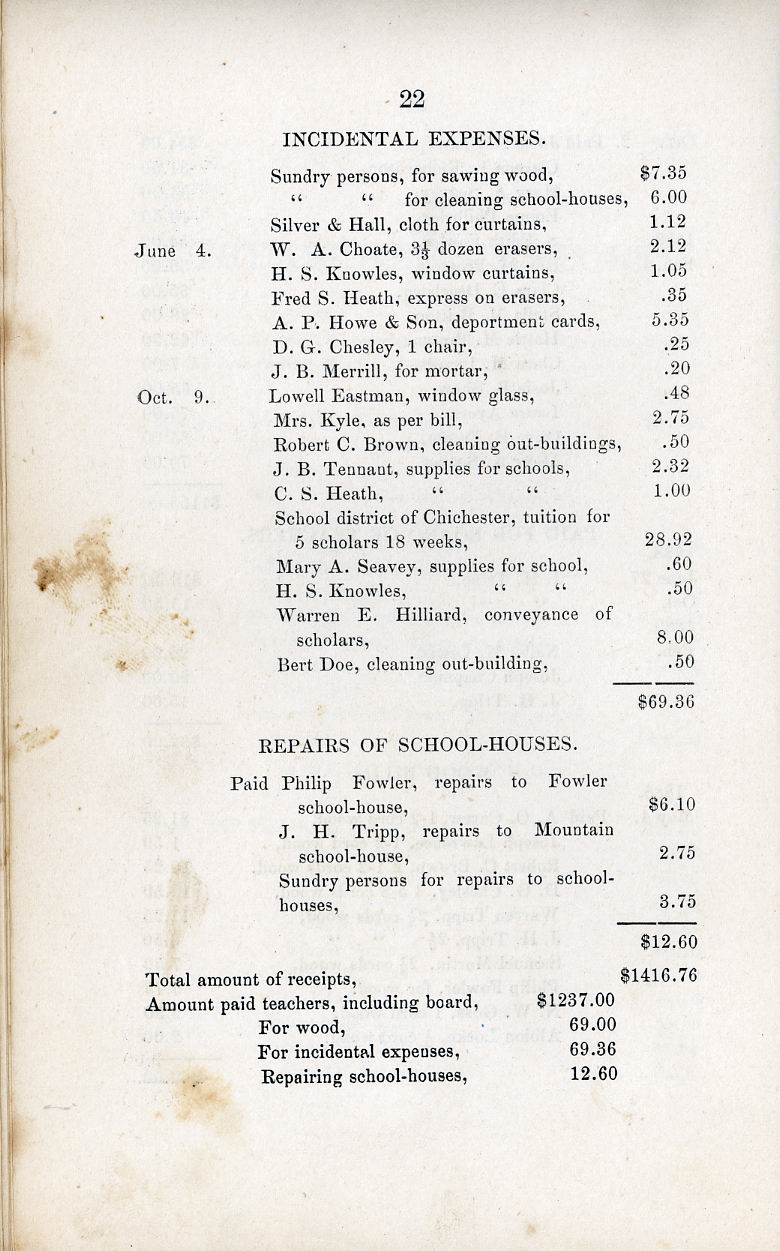 22
INCIDENTAL EXPENSES.
Sundry persons, for sawing wood, $7.35
“ “ for cleaning school-houses, 6.00
Silver & Hall, cloth for curtains, 1.12
June 4. W. A. Choate, 3½ dozen erasers, 2.12
H. S. Knowles, window curtains, 1.05
Fred S. Heath, express on erasers, .35
A. P. Howe & Son, deportment cards, 5.35
D. G. Chesley, 1 chair, .25
J. B. Merrill, for mortar, .20
Oct. 9. Lowell Eastman, window glass, .48
Mrs. Kyle, as per bill, 2.75
Robert C. Brown, cleaning out-buildings, .50
J. B. Tennant, supplies for schools, 2.32
C. S. Heath, “ “ 1.00
School district of Chichester, tuition for
5 scholars 18 weeks, 28.92
Mary A. Seavey, supplies for school, .60
H. S. Knowles, “ “ .50
Warren E. Hilliard, conveyance of
scholars, 8.00
Bert Doe, cleaning out-building, .50
$69.36
REPAIRS OF SCHOOL-HOUSES.
Paid Philip Fowler, repairs to Fowler
school-house, $6.10
J. H. Tripp, repairs to Mountain
school-house, 2.75
Sundry persons for repairs to school-
houses, 3.75
$12.60
Total amount of receipts, $1416.76
Amount paid teachers, including board, $1237.00
For wood, 69.00
For incidental expenses, 69.36
Repairing school-houses, 12.60